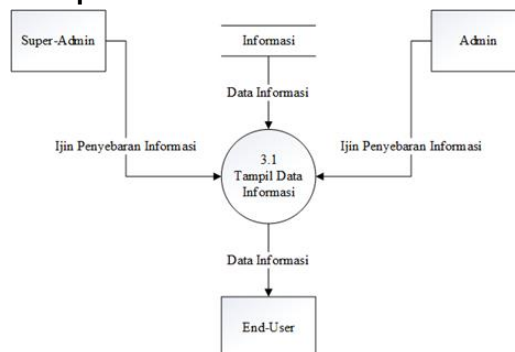 Super-Admin
Informasi
Admin
Data Informasi
Ijin Penyebaran Informasi
Ijin Penyebaran Informasi
3.1
Tampil Data
Informasi
Data Informasi
End-User